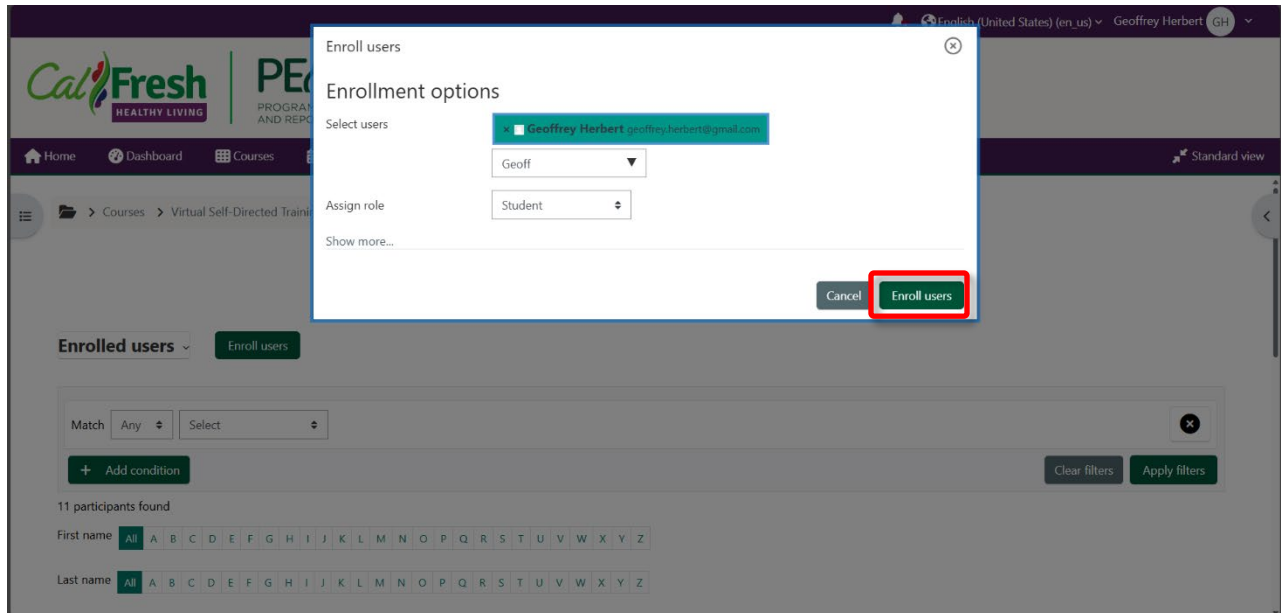 English (United States) (en_us) Geoffrey Herbert GH
CalFresh
HEALTHY LIVING
PROGRA
AND REPO
Home Dashboard Courses Standard view
Courses Virtual Self-Directed Traini
Enroll users
Enrollment options
Select users × Geoffrey Herbert geoffrey.herbert@gmail.com
Geoff
Assign role Student
Show more...
Cancel Enroll users
Enrolled users Enroll users
Match Any Select
+ Add condition Clear filters Apply filters
11 participants found
First name All A B C D E F G H I J K L M N O P Q R S T U V W X Y Z
Last name All A B C D E F G H I J K L M N O P Q R S T U V W X Y Z